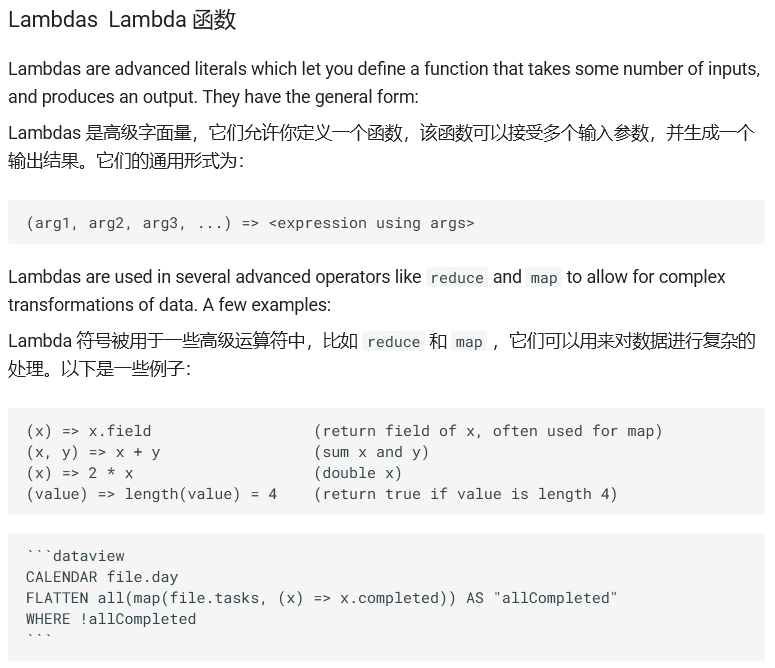 Lambdas  Lambda 函数
Lambdas are advanced literals which let you define a function that takes some number of inputs,
and produces an output. They have the general form:
Lambdas 是高级字面量，它们允许你定义一个函数，该函数可以接受多个输入参数，并生成一个
输出结果。它们的通用形式为：
(arg1, arg2, arg3, ...) => <expression using args>
Lambdas are used in several advanced operators like reduce and map to allow for complex
transformations of data. A few examples:
Lambda 符号被用于一些高级运算符中，比如 reduce 和 map ，它们可以用来对数据进行复杂的
处理。以下是一些例子：
(x) => x.field                  (return field of x, often used for map)
(x, y) => x + y                 (sum x and y)
(x) => 2 * x                    (double x)
(value) => length(value) = 4    (return true if value is length 4)
```dataview
CALENDAR file.day
FLATTEN all(map(file.tasks, (x) => x.completed)) AS "allCompleted"
WHERE !allCompleted
```